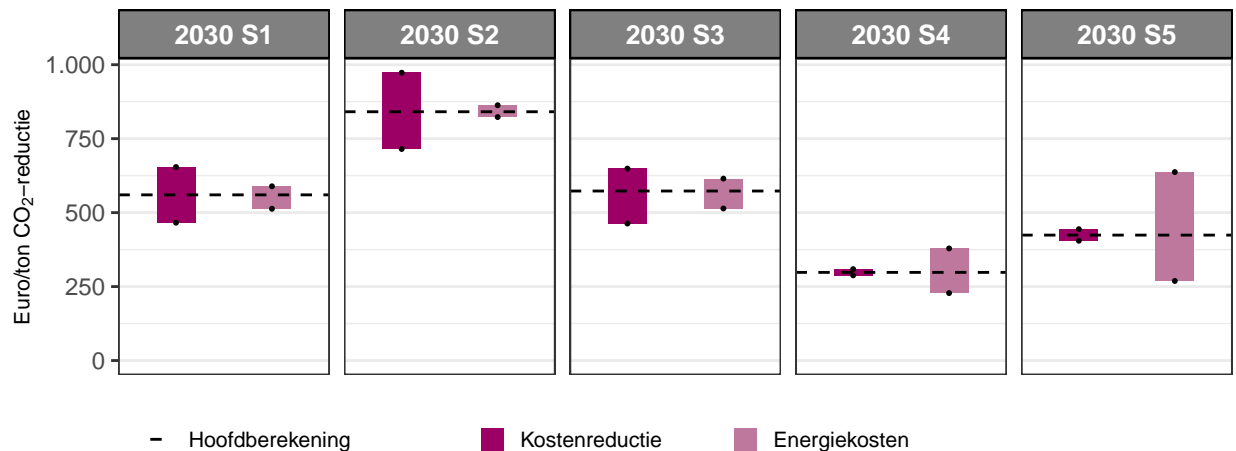 2030 S1 2030 S2 2030 S3 2030 S4 2030 S5
Euro/ton CO₂−reductie
1.000
750
500
250
0
Hoofdberekening Kostenreductie Energiekosten